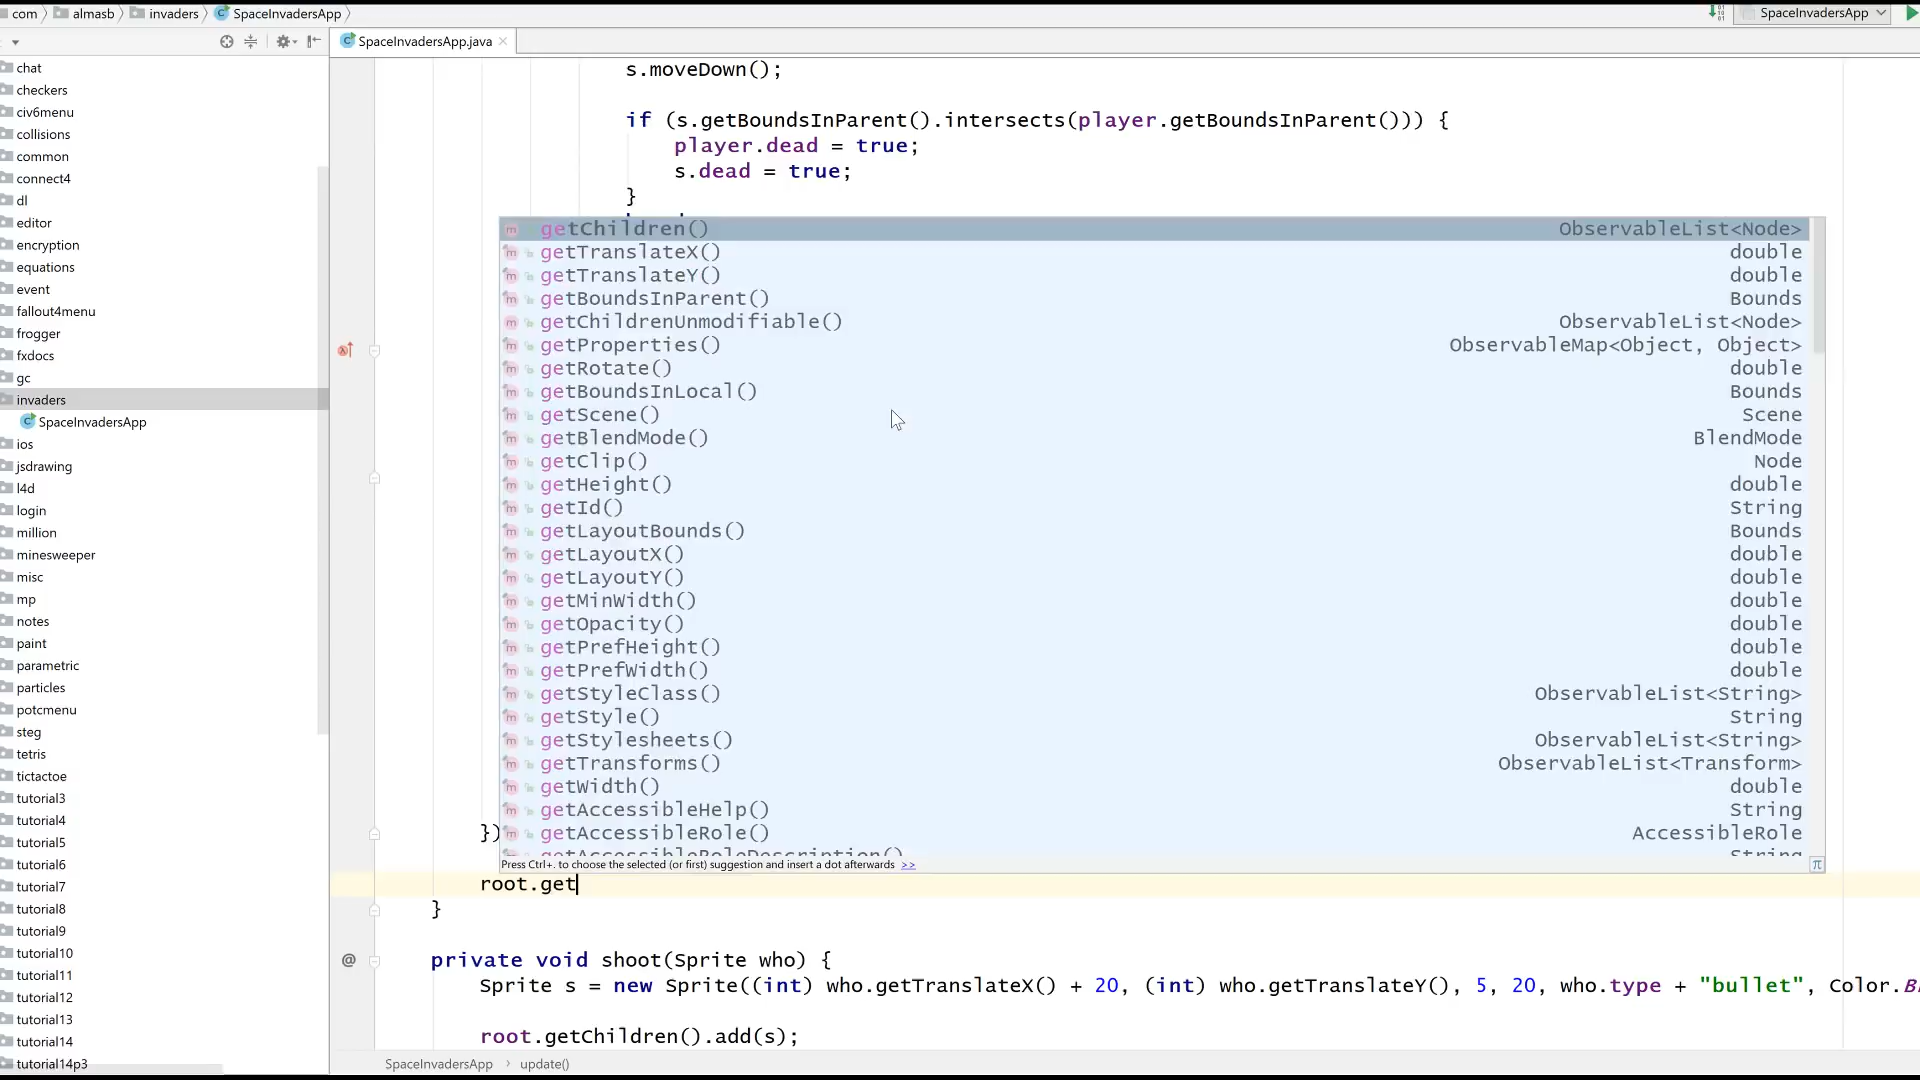 com almasb invaders SpaceInvadersApp
SpaceInvadersApp
SpaceInvadersApp.java
chat
checkers
civ6menu
collisions
common
connect4
dl
editor
encryption
equations
event
fallout4menu
frogger
fxdocs
gc
invaders
SpaceInvadersApp
ios
jsdrawing
l4d
login
million
minesweeper
misc
mp
notes
paint
parametric
particles
potcmenu
steg
tetris
tictactoe
tutorial3
tutorial4
tutorial5
tutorial6
tutorial7
tutorial8
tutorial9
tutorial10
tutorial11
tutorial12
tutorial13
tutorial14
tutorial14p3
s.moveDown();
if (s.getBoundsInParent().intersects(player.getBoundsInParent())) {
player.dead = true;
s.dead = true;
}
getChildren() ObservableList<Node>
getTranslateX() double
getTranslateY() double
getBoundsInParent() Bounds
getChildrenUnmodifiable() ObservableList<Node>
getProperties() ObservableMap<Object, Object>
getRotate() double
getBoundsInLocal() Bounds
getScene() Scene
getBlendMode() BlendMode
getClip() Node
getHeight() double
getId() String
getLayoutBounds() Bounds
getLayoutX() double
getLayoutY() double
getMinWidth() double
getOpacity() double
getPrefHeight() double
getPrefWidth() double
getStyleClass() ObservableList<String>
getStyle() String
getStylesheets() ObservableList<String>
getTransforms() ObservableList<Transform>
getWidth() double
getAccessibleHelp() String
})
getAccessibleRole() AccessibleRole
getAccessibleRoleDescription() String
Press Ctrl+. to choose the selected (or first) suggestion and insert a dot afterwards >> π
root.get
}
@ private void shoot(Sprite who) {
Sprite s = new Sprite((int) who.getTranslateX() + 20, (int) who.getTranslateY(), 5, 20, who.type + "bullet", Color.
root.getChildren().add(s);
SpaceInvadersApp › update()